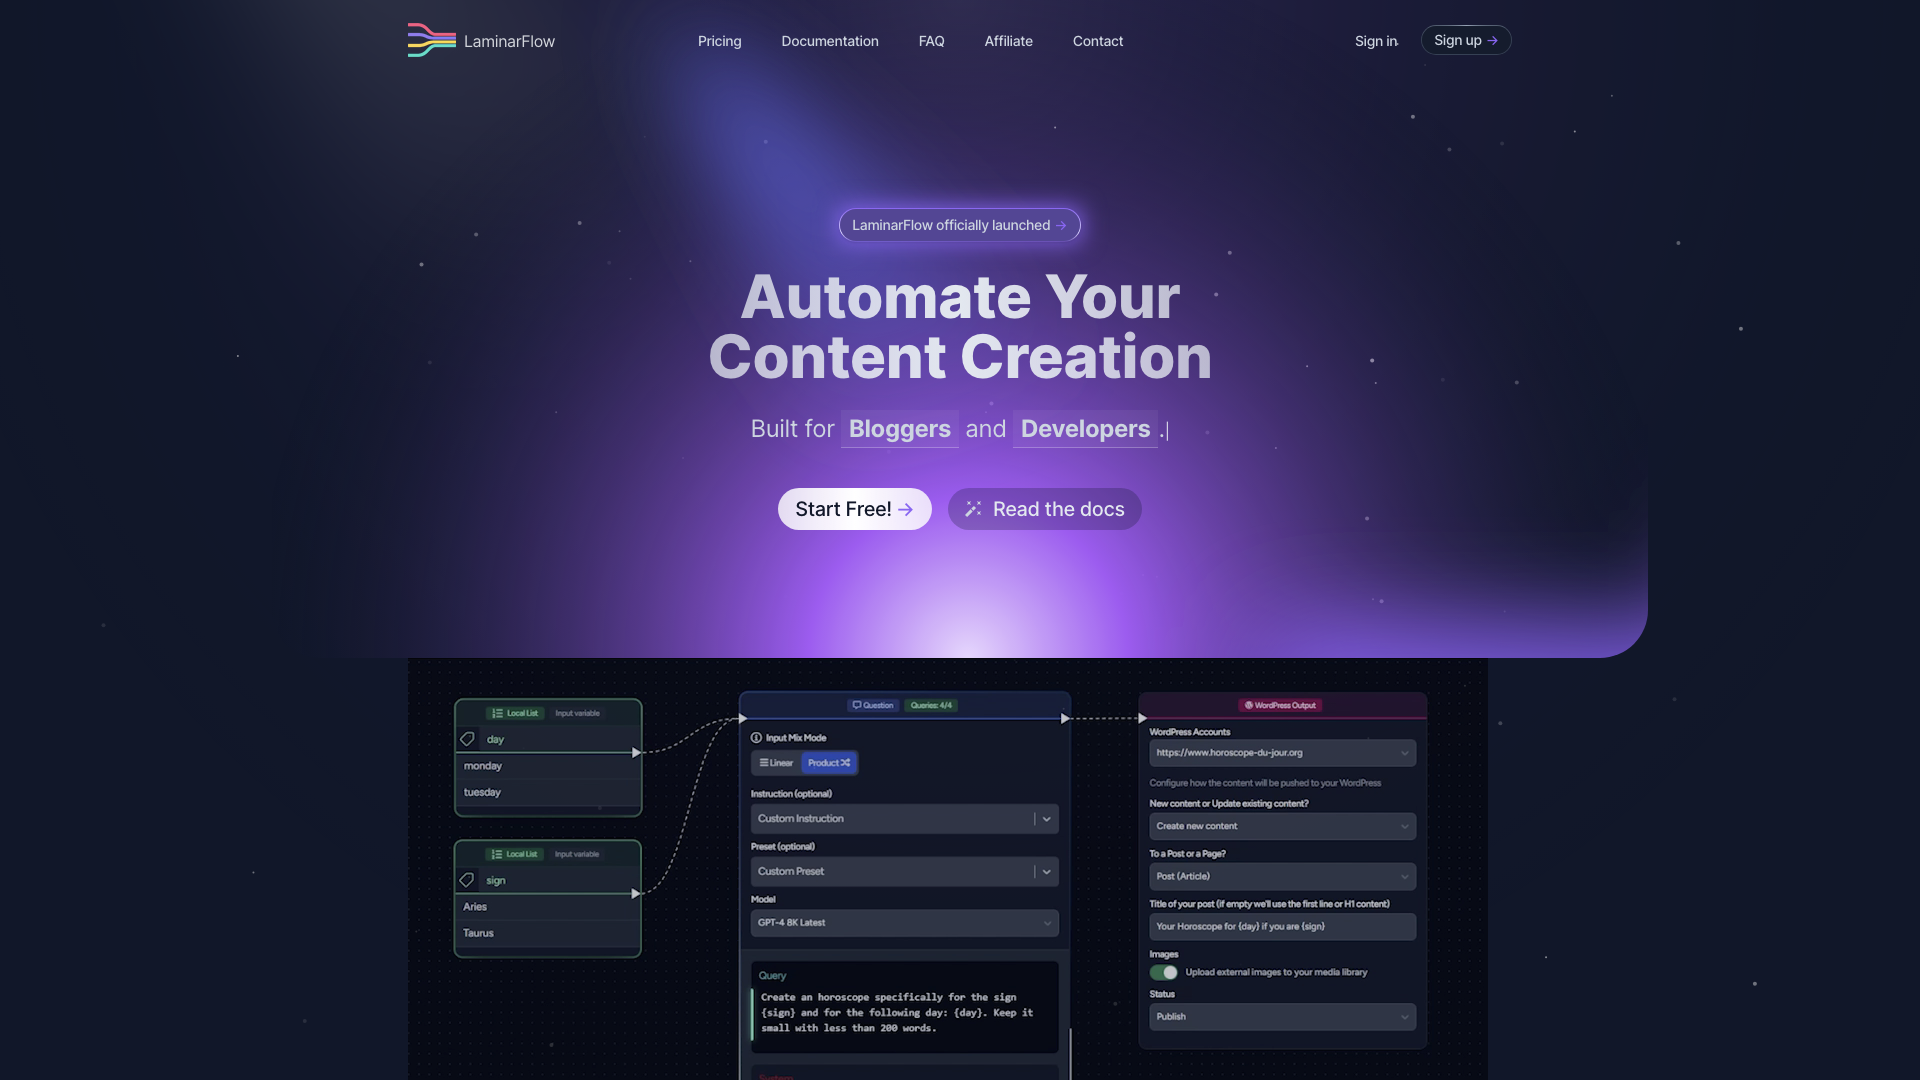 LaminarFlow
Pricing
Documentation
FAQ
Affiliate
Contact
Sign in
Sign up
LaminarFlow officially launched
Automate Your
Content Creation
Built for Bloggers and Developers .
Start Free!
Read the docs
Local List
Input variable
day
monday
tuesday
Local List
Input variable
sign
Aries
Taurus
Question
Queries: 4/4
Input Mix Mode
Linear
Product
Instruction (optional)
Custom Instruction
Preset (optional)
Custom Preset
Model
GPT-4 8K Latest
Query
Create an horoscope specifically for the sign
{sign} and for the following day: {day}. Keep it
small with less than 200 words.
System
WordPress Output
WordPress Accounts
https://www.horoscope-du-jour.org
Configure how the content will be pushed to your WordPress
New content or Update existing content?
Create new content
To a Post or a Page?
Post (Article)
Title of your post (if empty we'll use the first line or H1 content)
Your Horoscope for {day} if you are {sign}
Images
Upload external images to your media library
Status
Publish